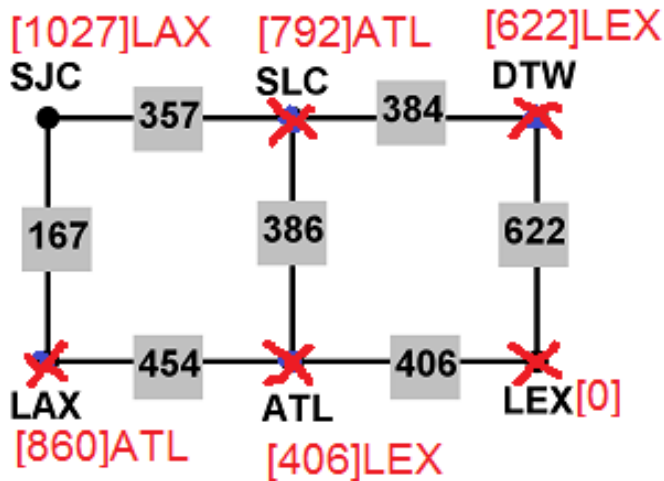 [1027]LAX [792]ATL [622]LEX
SJC SLC DTW
357 384
167 386 622
454 406
LAX ATL LEX[0]
[860]ATL [406]LEX